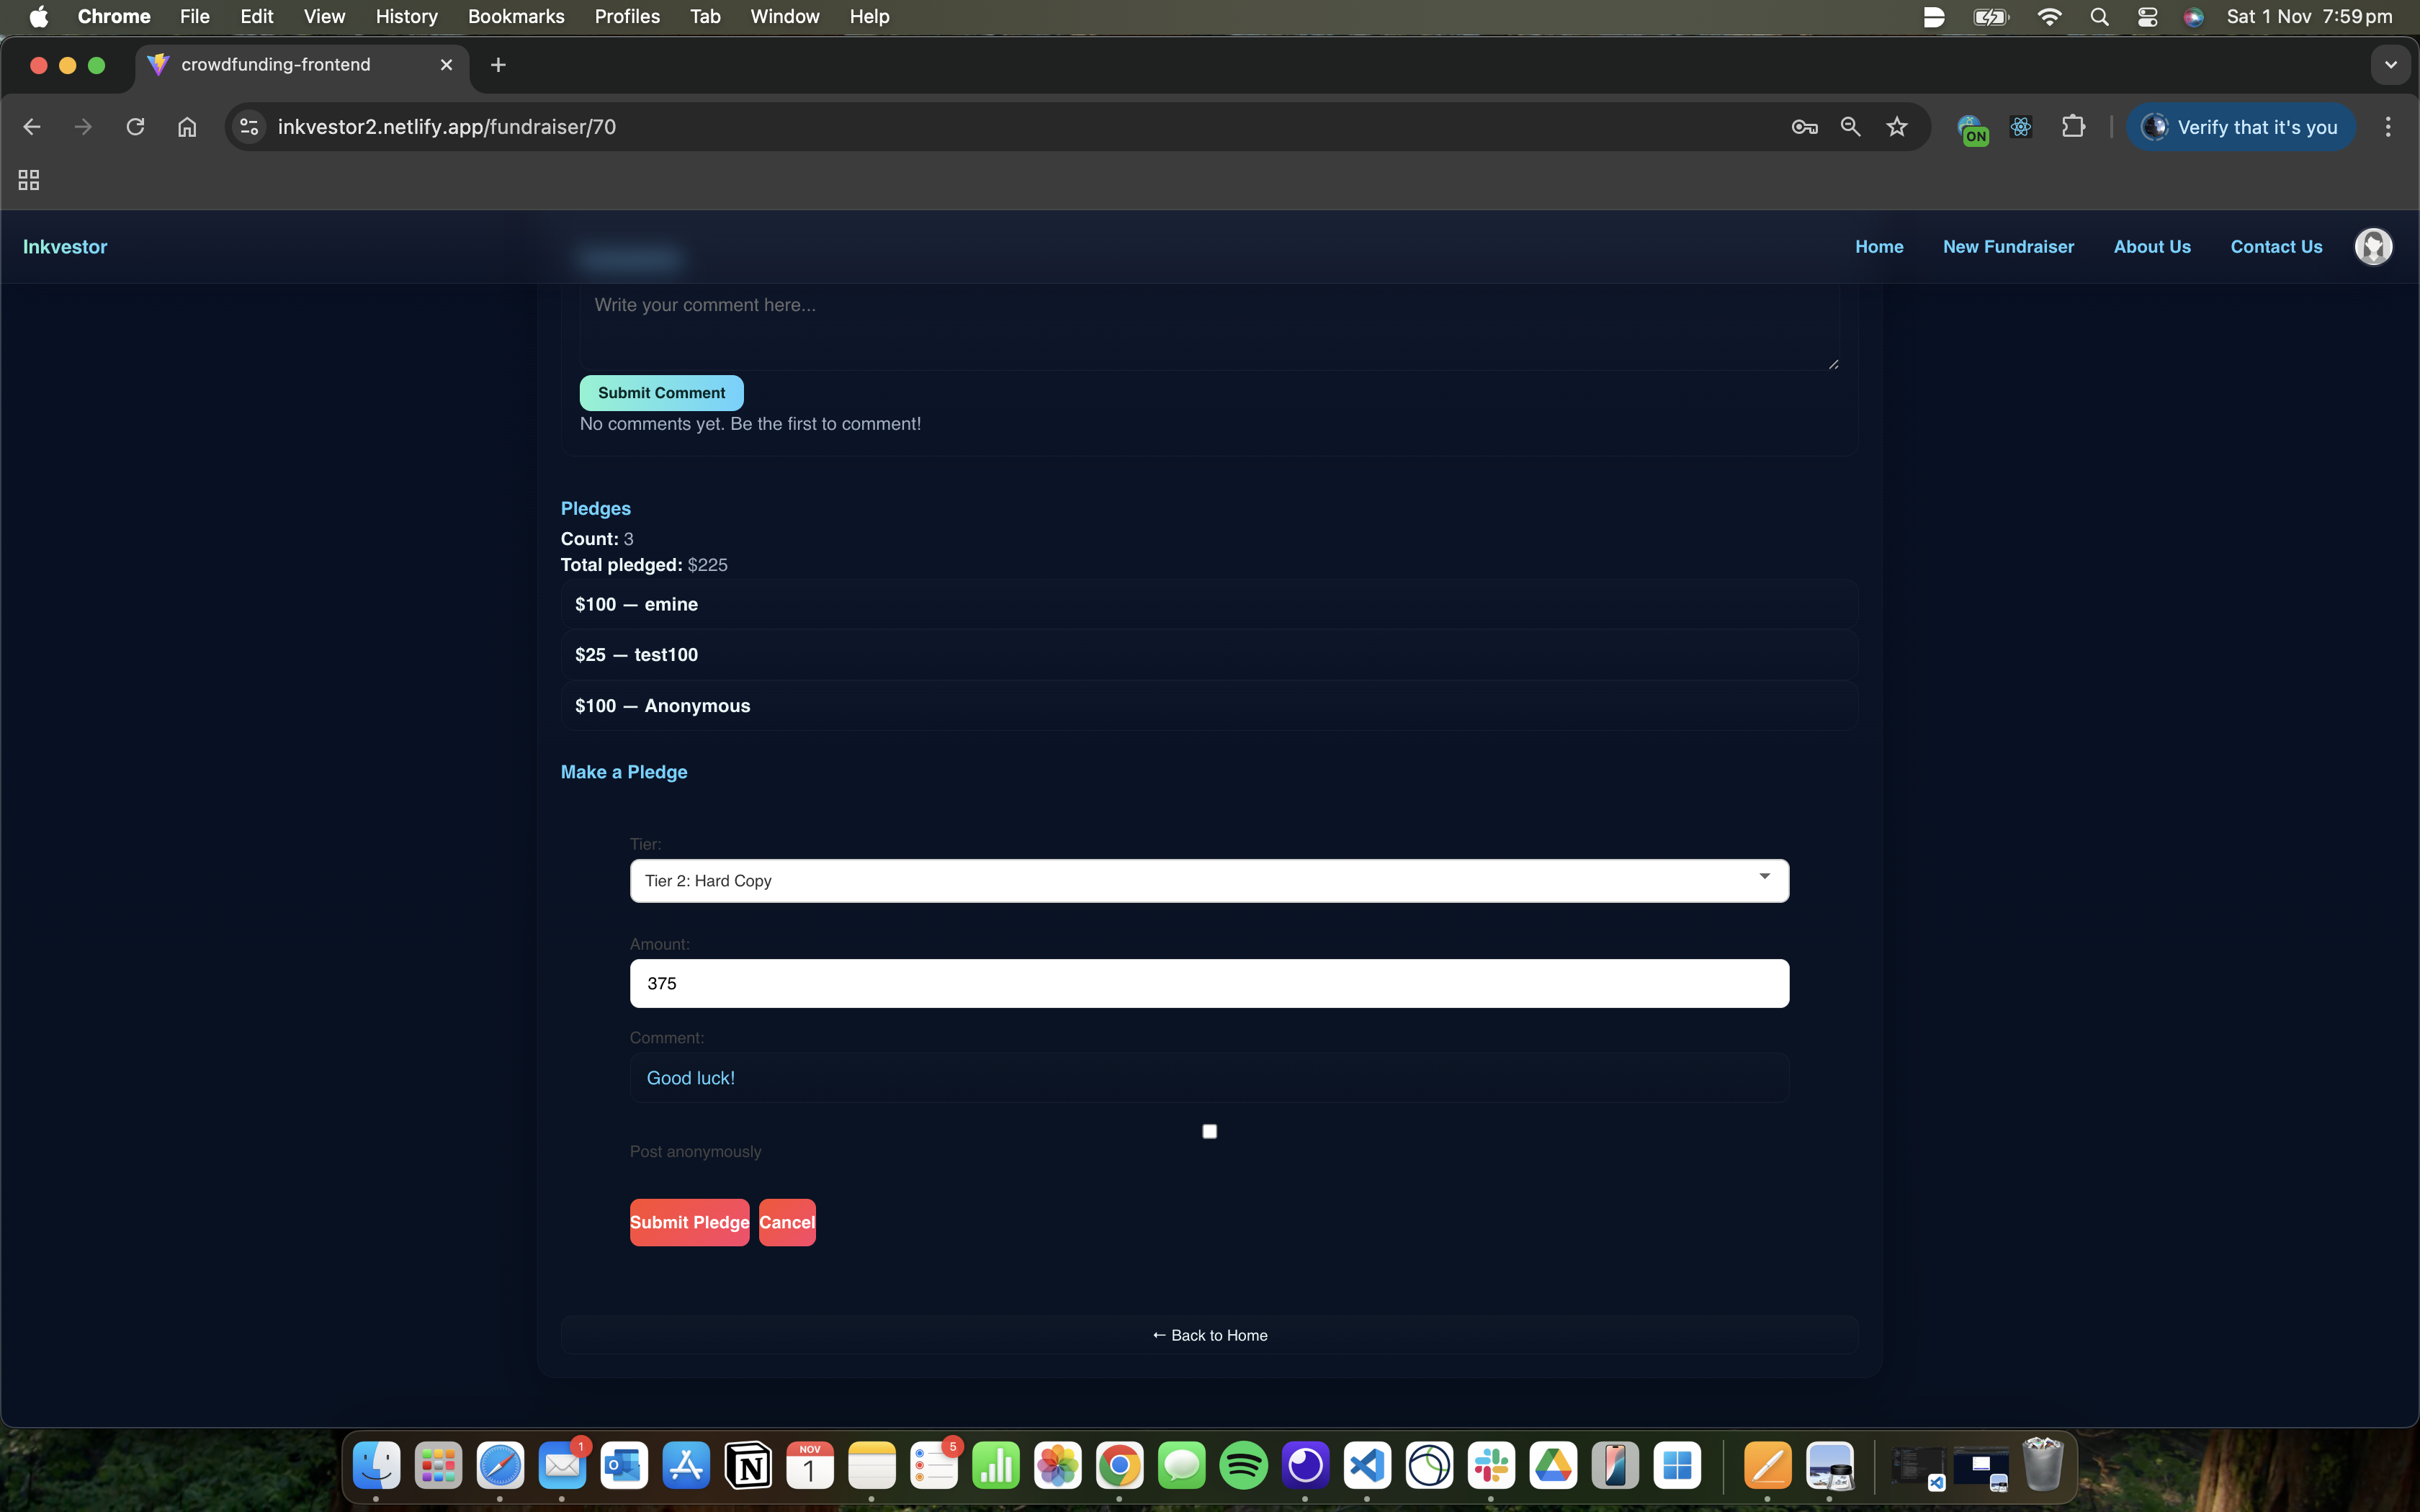 Chrome File Edit View History Bookmarks Profiles Tab Window Help Sat 1 Nov 7:59 pm
crowdfunding-frontend
inkvestor2.netlify.app/fundraiser/70 ON Verify that it's you
Inkvestor Home New Fundraiser About Us Contact Us
Write your comment here...
Submit Comment
No comments yet. Be the first to comment!
Pledges
Count: 3
Total pledged: $225
$100 — emine
$25 — test100
$100 — Anonymous
Make a Pledge
Tier:
Tier 2: Hard Copy
Amount:
375
Comment:
Good luck!
Post anonymously
Submit Pledge Cancel
← Back to Home
1 NOV 1 5